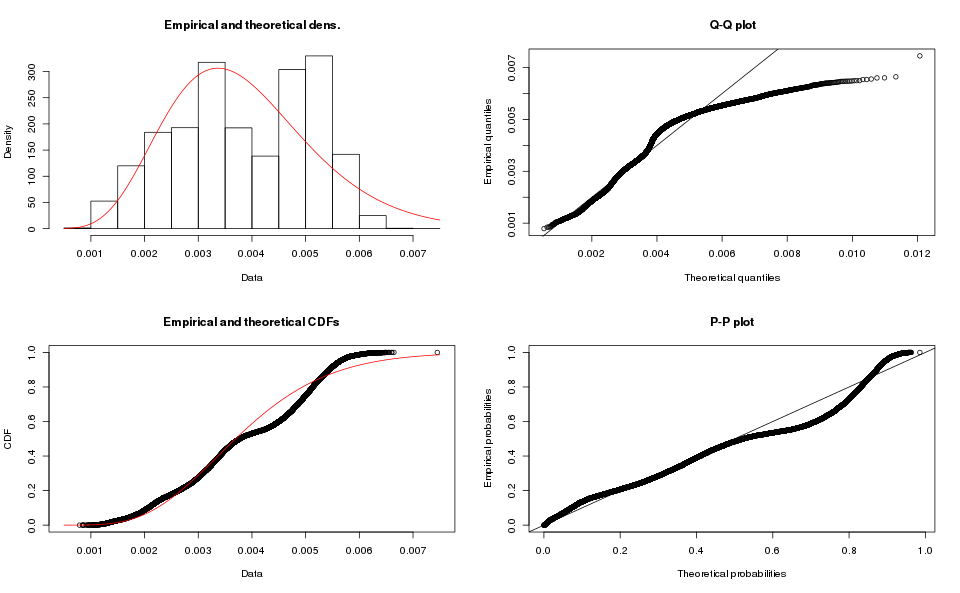 Empirical and theoretical dens.
Density
0 50 100 150 200 250 300
0.001 0.002 0.003 0.004 0.005 0.006 0.007
Data
Q-Q plot
Empirical quantiles
0.001 0.003 0.005 0.007
0.002 0.004 0.006 0.008 0.010 0.012
Theoretical quantiles
Empirical and theoretical CDFs
CDF
0.0 0.2 0.4 0.6 0.8 1.0
0.001 0.002 0.003 0.004 0.005 0.006 0.007
Data
P-P plot
Empirical probabilities
0.0 0.2 0.4 0.6 0.8 1.0
0.0 0.2 0.4 0.6 0.8 1.0
Theoretical probabilities